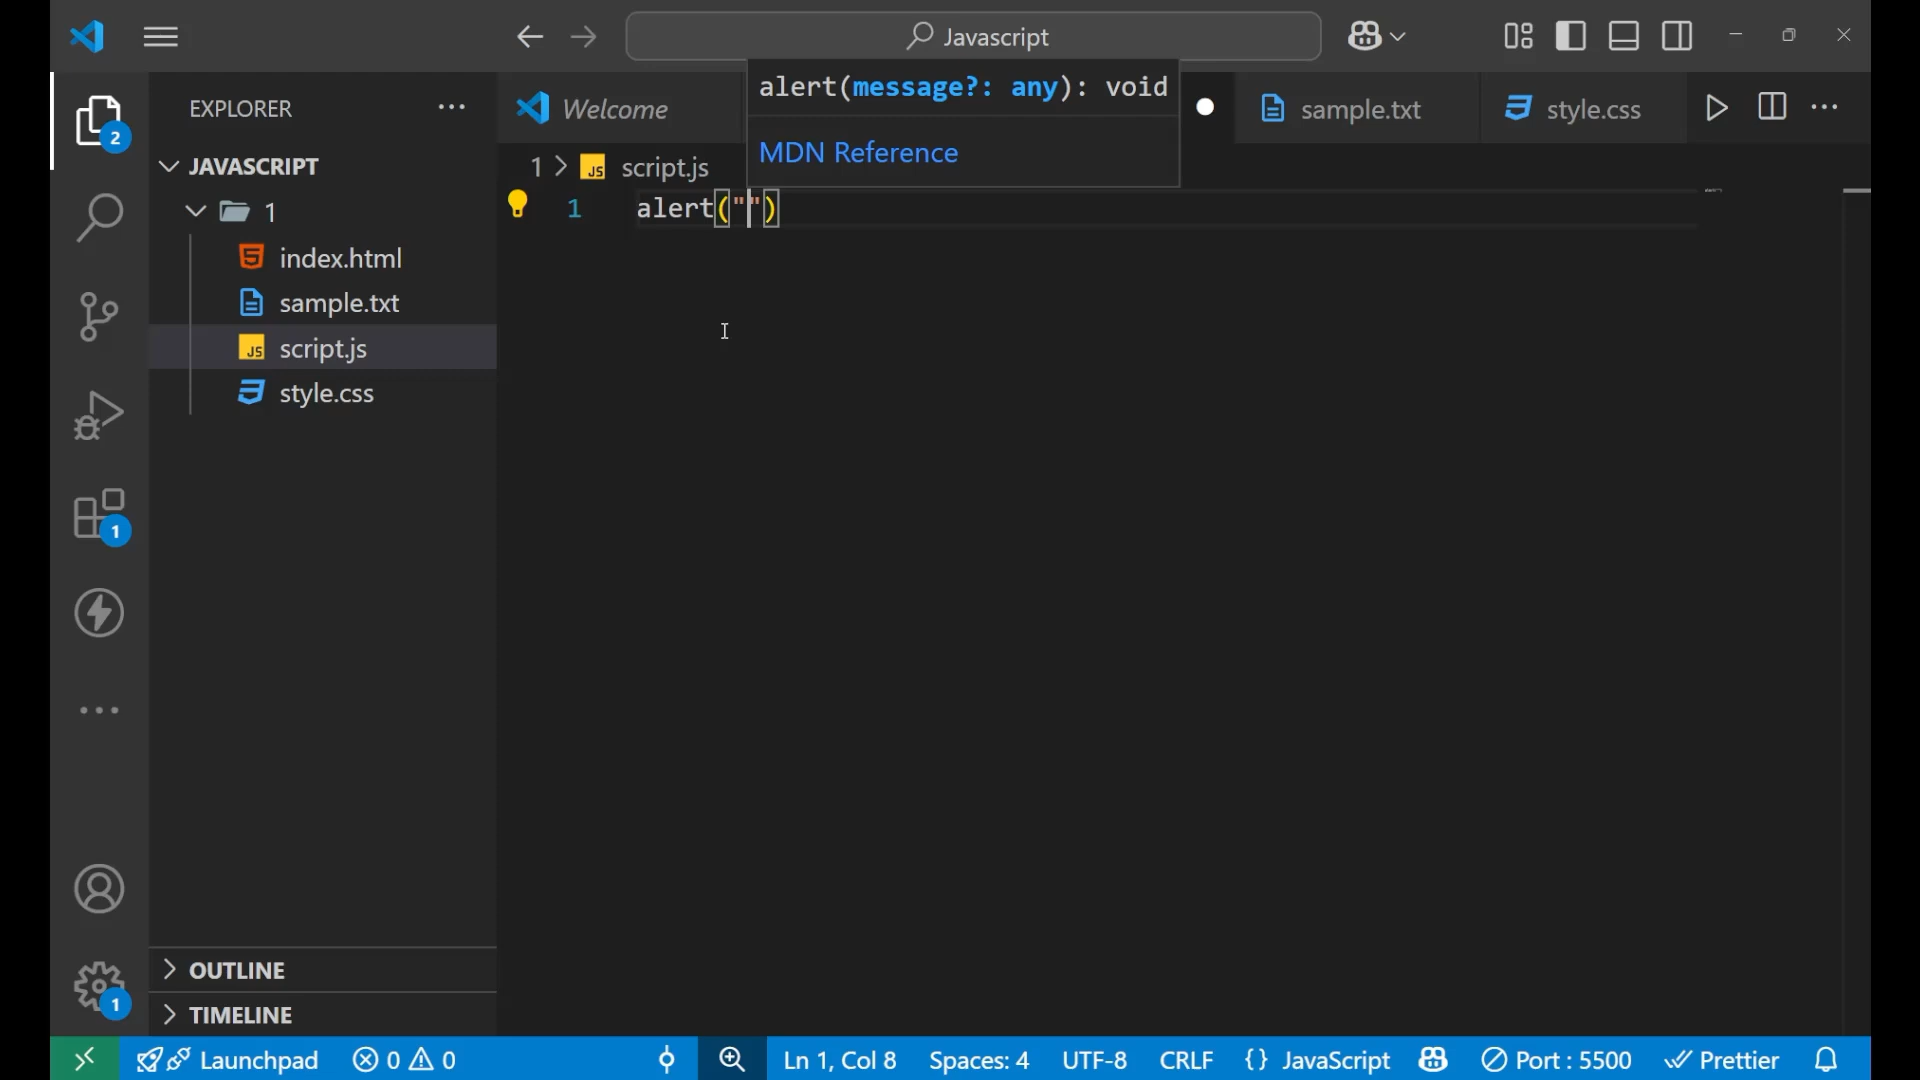 Javascript
alert(message?: any): void
MDN Reference
EXPLORER
Welcome
sample.txt
style.css
JAVASCRIPT
1
index.html
sample.txt
script.js
style.css
1 > JS script.js
1 alert("")
2
1
1
OUTLINE
TIMELINE
Launchpad
0 0
Ln 1, Col 8
Spaces: 4
UTF-8
CRLF
{} JavaScript
Port : 5500
Prettier